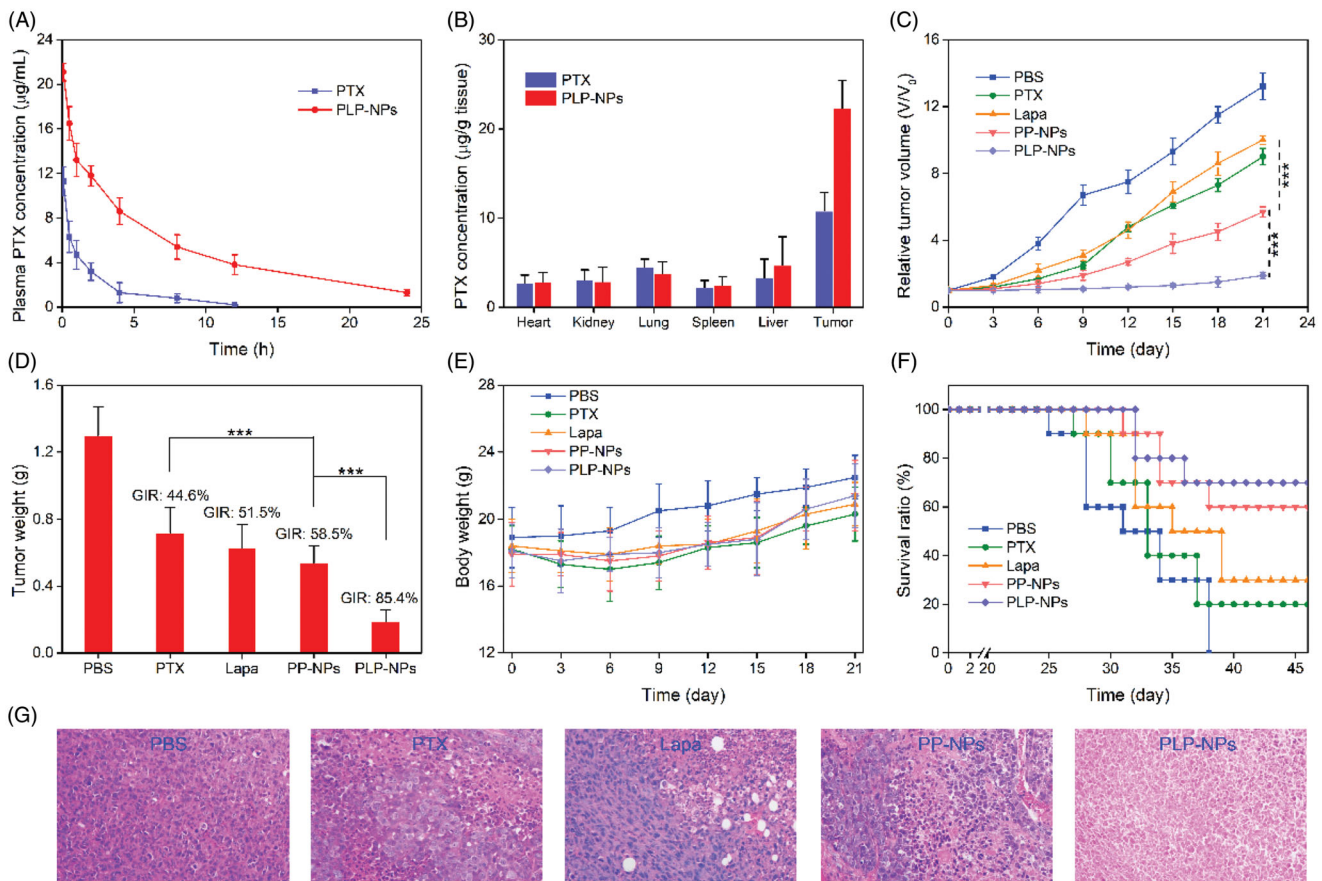 (A)
Plasma PTX concentration (μg/mL)
24
20
16
12
8
4
0
PTX
PLP-NPs
0
5
10
15
20
25
Time (h)
(B)
PTX concentration (μg/g tissue)
30
20
10
0
PTX
PLP-NPs
Heart
Kidney
Lung
Spleen
Liver
Tumor
(C)
Relative tumor volume (V/V0)
16
12
8
4
0
PBS
PTX
Lapa
PP-NPs
PLP-NPs
***
***
0
3
6
9
12
15
18
21
24
Time (day)
(D)
Tumor weight (g)
1.6
1.2
0.8
0.4
0.0
***
***
GIR: 44.6%
GIR: 51.5%
GIR: 58.5%
GIR: 85.4%
PBS
PTX
Lapa
PP-NPs
PLP-NPs
(E)
Body weight (g)
28
24
20
16
12
PBS
PTX
Lapa
PP-NPs
PLP-NPs
0
3
6
9
12
15
18
21
Time (day)
(F)
Survival ratio (%)
100
80
60
40
20
0
PBS
PTX
Lapa
PP-NPs
PLP-NPs
0
2
20
25
30
35
40
45
Time (day)
(G)
PBS
PTX
Lapa
PP-NPs
PLP-NPs